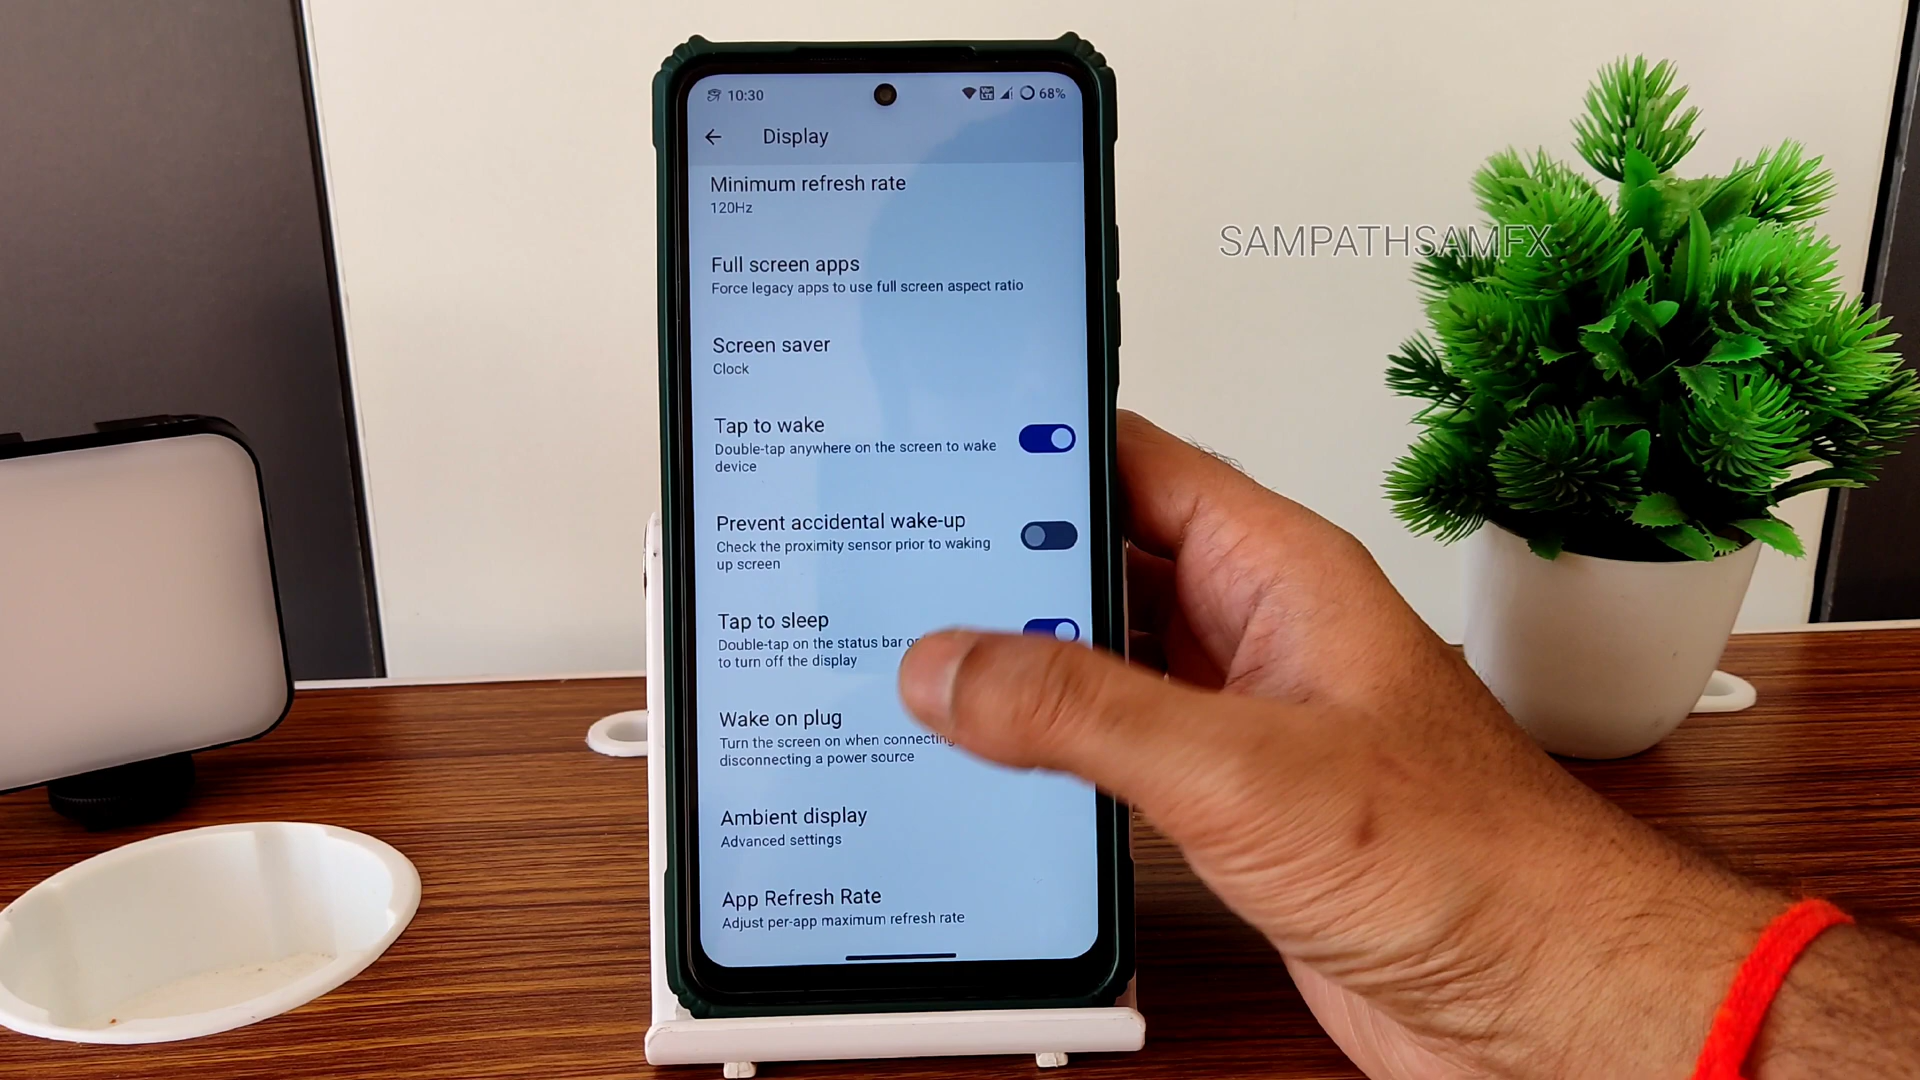 10:30
VoLTE
68%
Display
Minimum refresh rate
120Hz
Full screen apps
Force legacy apps to use full screen aspect ratio
Screen saver
Clock
Tap to wake
Double-tap anywhere on the screen to wake
device
Prevent accidental wake-up
Check the proximity sensor prior to waking
up screen
Tap to sleep
Double-tap on the status bar
to turn off the display
Wake on plug
Turn the screen on when connecting
disconnecting a power source
Ambient display
Advanced settings
App Refresh Rate
Adjust per-app maximum refresh rate
SAMPATHSAMFX